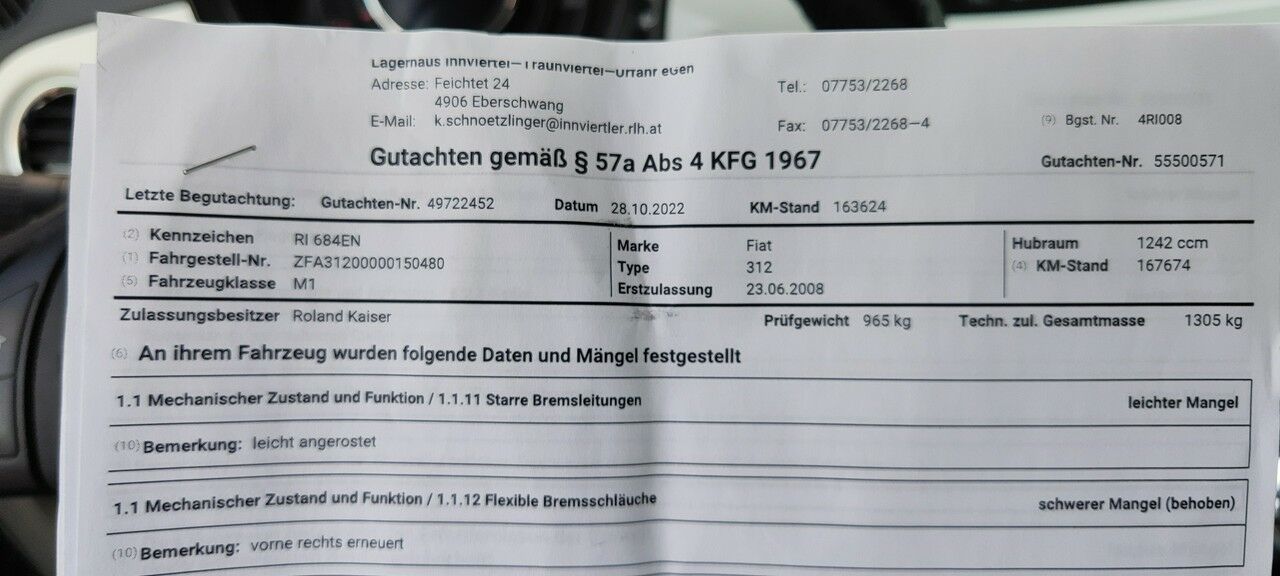 Lagerhaus Innviertel-Traunviertel-Urfahr eGen
Adresse: Feichtet 24
4906 Eberschwang
E-Mail: k.schnoetzlinger@innviertler.rlh.at
Tel.: 07753/2268
Fax: 07753/2268-4
(9) Bgst. Nr. 4RI008
Gutachten gemäß § 57a Abs 4 KFG 1967
Gutachten-Nr. 55500571
Letzte Begutachtung: Gutachten-Nr. 49722452 Datum 28.10.2022 KM-Stand 163624
(2) Kennzeichen RI 684EN
(1) Fahrgestell-Nr. ZFA31200000150480
(5) Fahrzeugklasse M1
Marke Fiat
Type 312
Erstzulassung 23.06.2008
Hubraum 1242 ccm
(4) KM-Stand 167674
Zulassungsbesitzer Roland Kaiser Prüfgewicht 965 kg Techn. zul. Gesamtmasse 1305 kg
(6) An ihrem Fahrzeug wurden folgende Daten und Mängel festgestellt
1.1 Mechanischer Zustand und Funktion / 1.1.11 Starre Bremsleitungen leichter Mangel
(10) Bemerkung: leicht angerostet
1.1 Mechanischer Zustand und Funktion / 1.1.12 Flexible Bremsschläuche schwerer Mangel (behoben)
(10) Bemerkung: vorne rechts erneuert